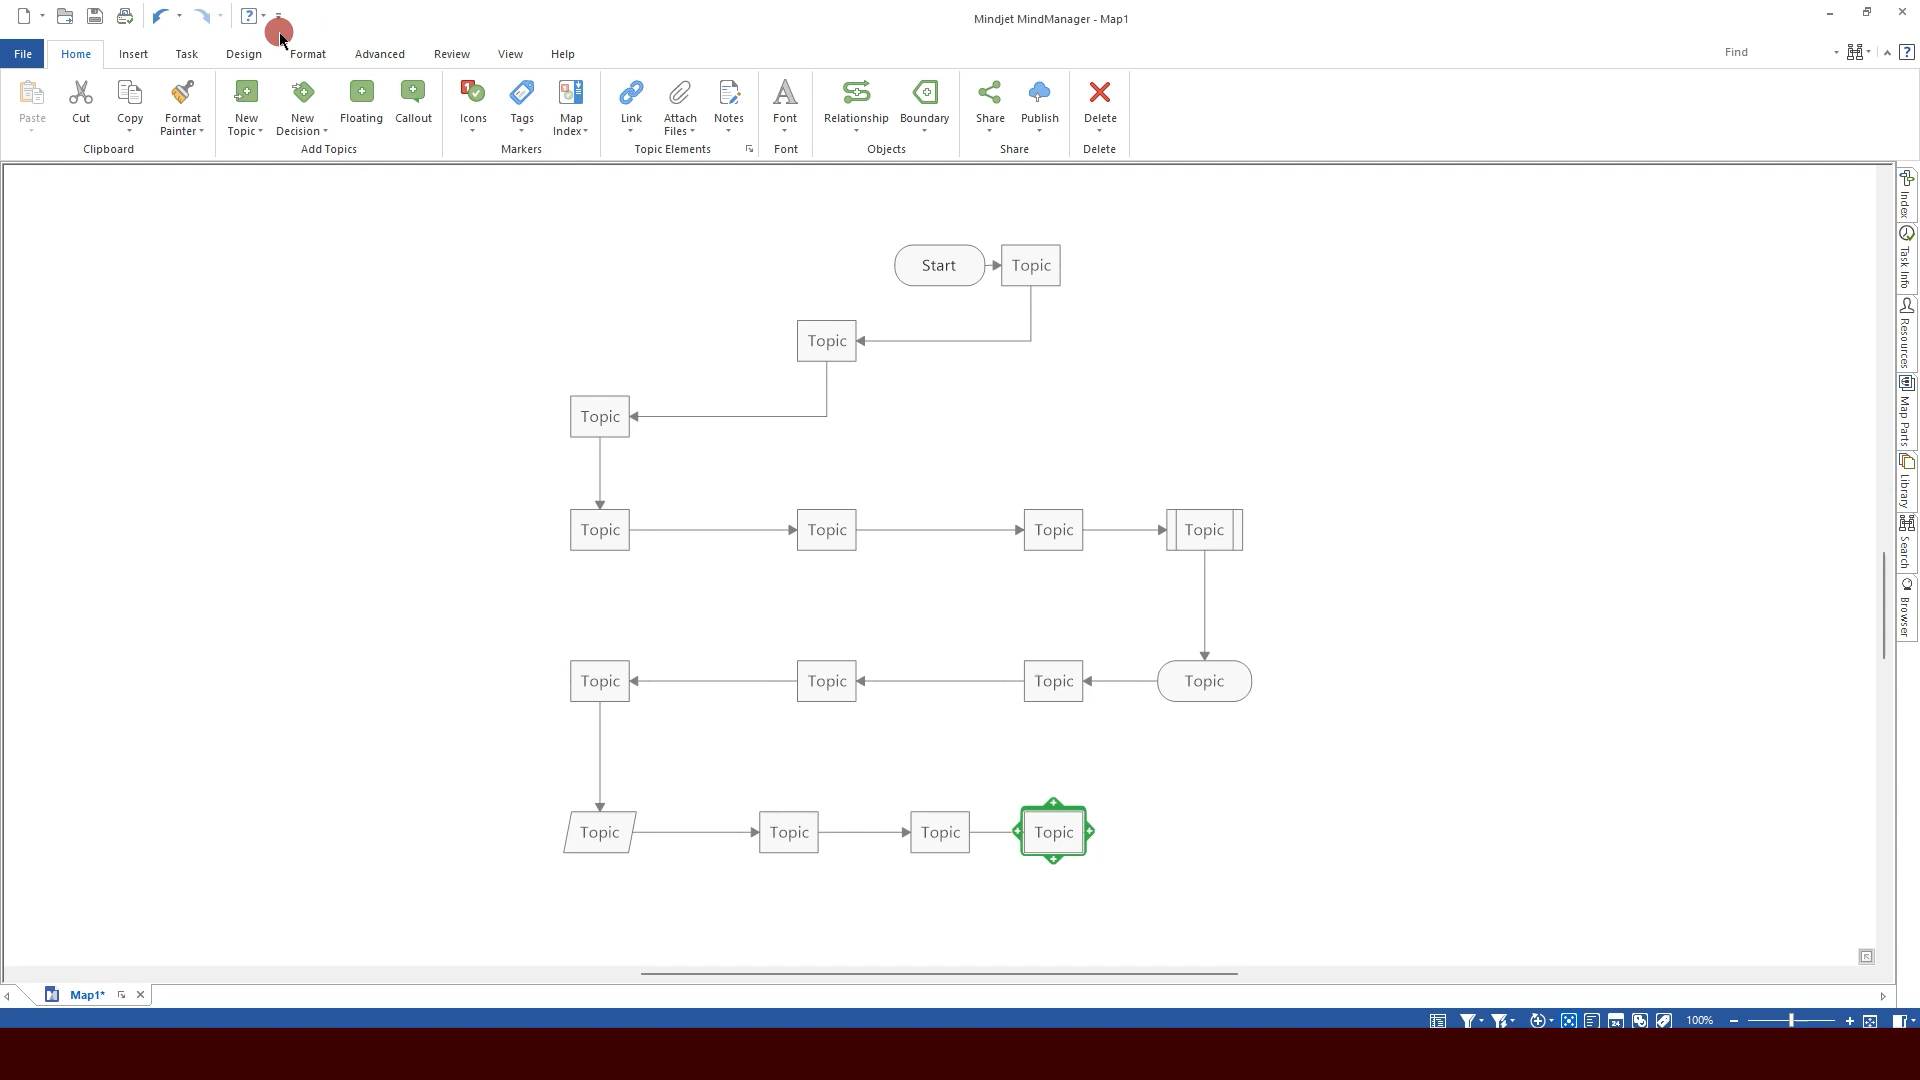 Mindjet MindManager - Map1
File Home Insert Task Design Format Advanced Review View Help Find
Paste Cut Copy Format Painter New Topic New Decision Floating Callout Icons Tags Map Index Link Attach Files Notes Font Relationship Boundary Share Publish Delete
Clipboard Add Topics Markers Topic Elements Font Objects Share Delete
Start Topic
Topic
Topic
Topic Topic Topic Topic
Topic Topic Topic Topic
Topic Topic Topic Topic
Index
Task Info
Resources
Map Parts
Library
Search
Browser
Map1*
100%